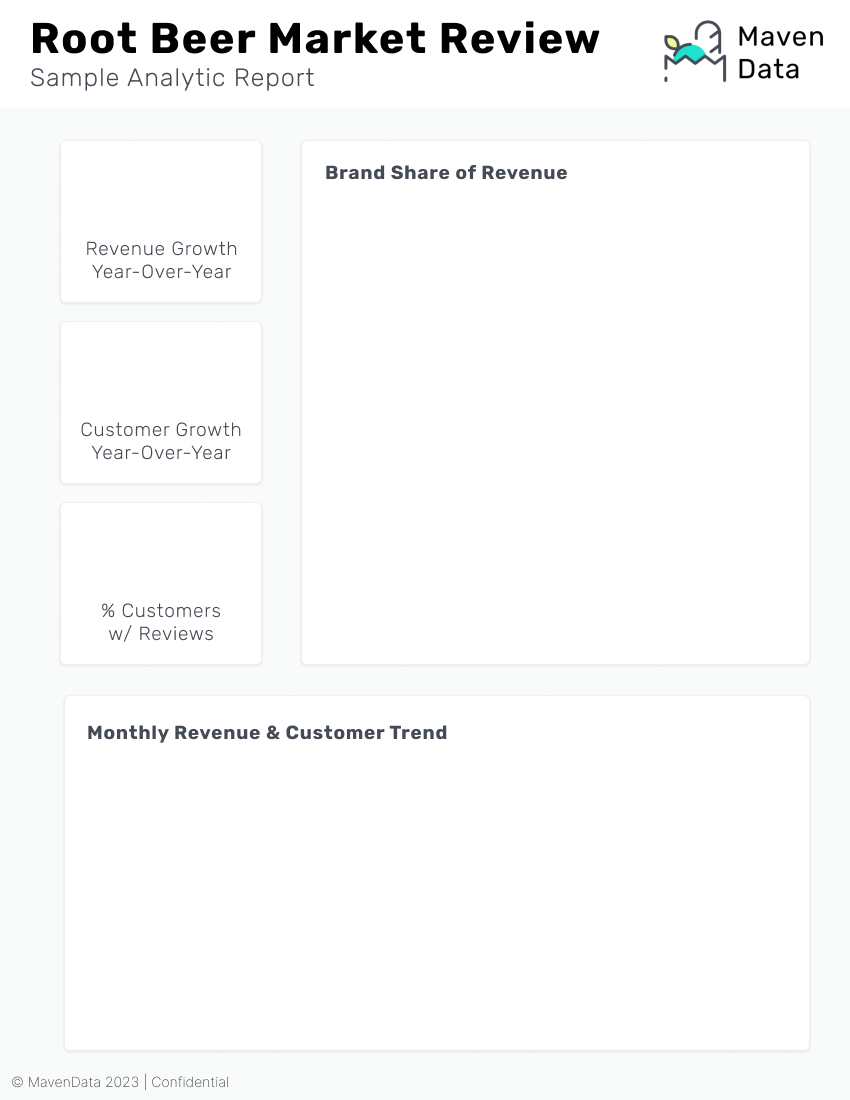 Root Beer Market Review
Sample Analytic Report
Maven
Data
Revenue Growth
Year-Over-Year
Customer Growth
Year-Over-Year
% Customers
w/ Reviews
Brand Share of Revenue
Monthly Revenue & Customer Trend
© MavenData 2023 | Confidential